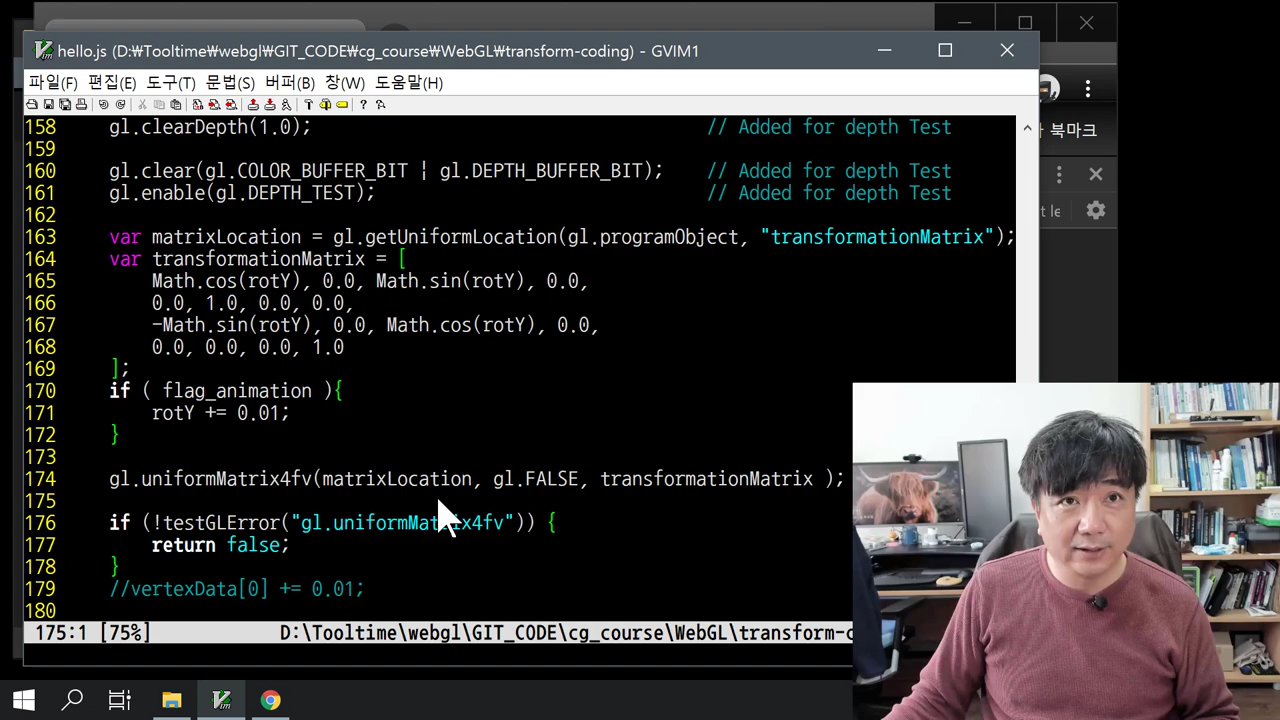 hello.js (D:₩Tooltime₩webgl₩GIT_CODE₩cg_course₩WebGL₩transform-coding) - GVIM1
파일(F) 편집(E) 도구(T) 문법(S) 버퍼(B) 창(W) 도움말(H)
북마크
158 gl.clearDepth(1.0); // Added for depth Test
159
160 gl.clear(gl.COLOR_BUFFER_BIT | gl.DEPTH_BUFFER_BIT); // Added for depth Test
161 gl.enable(gl.DEPTH_TEST); // Added for depth Test
162
163 var matrixLocation = gl.getUniformLocation(gl.programObject, "transformationMatrix");
164 var transformationMatrix = [
165 Math.cos(rotY), 0.0, Math.sin(rotY), 0.0,
166 0.0, 1.0, 0.0, 0.0,
167 -Math.sin(rotY), 0.0, Math.cos(rotY), 0.0,
168 0.0, 0.0, 0.0, 1.0
169 ];
170 if ( flag_animation ){
171 rotY += 0.01;
172 }
173
174 gl.uniformMatrix4fv(matrixLocation, gl.FALSE, transformationMatrix );
175
176 if (!testGLError("gl.uniformMatrix4fv")) {
177 return false;
178 }
179 //vertexData[0] += 0.01;
180
175:1 [75%] D:\Tooltime\webgl\GIT_CODE\cg_course\WebGL\transform-c